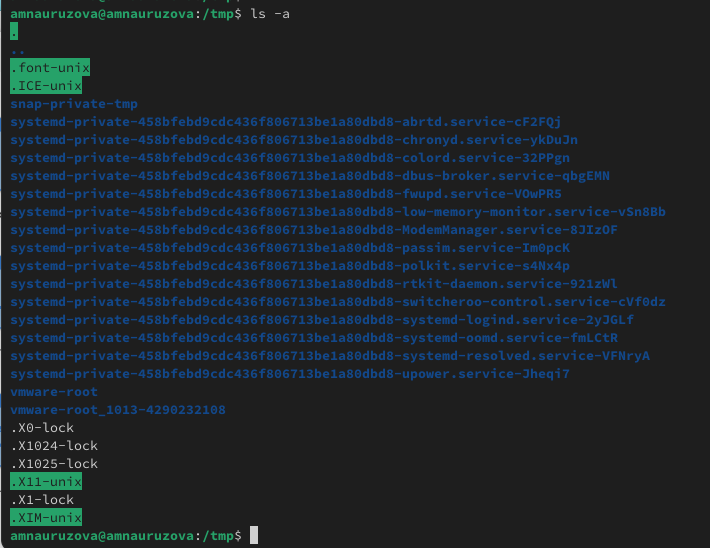 amnauruzova@amnauruzova:/tmp$ ls -a
.
..
.font-unix
.ICE-unix
snap-private-tmp
systemd-private-458bfebd9cdc436f806713be1a80dbd8-abrtd.service-cF2FQj
systemd-private-458bfebd9cdc436f806713be1a80dbd8-chronyd.service-ykDuJn
systemd-private-458bfebd9cdc436f806713be1a80dbd8-colord.service-32PPgn
systemd-private-458bfebd9cdc436f806713be1a80dbd8-dbus-broker.service-qbgEMN
systemd-private-458bfebd9cdc436f806713be1a80dbd8-fwupd.service-VOwPR5
systemd-private-458bfebd9cdc436f806713be1a80dbd8-low-memory-monitor.service-vSn8Bb
systemd-private-458bfebd9cdc436f806713be1a80dbd8-ModemManager.service-8JIzOF
systemd-private-458bfebd9cdc436f806713be1a80dbd8-passim.service-Im0pcK
systemd-private-458bfebd9cdc436f806713be1a80dbd8-polkit.service-s4Nx4p
systemd-private-458bfebd9cdc436f806713be1a80dbd8-rtkit-daemon.service-921zWl
systemd-private-458bfebd9cdc436f806713be1a80dbd8-switcheroo-control.service-cVf0dz
systemd-private-458bfebd9cdc436f806713be1a80dbd8-systemd-logind.service-2yJGLf
systemd-private-458bfebd9cdc436f806713be1a80dbd8-systemd-oomd.service-fmLCtR
systemd-private-458bfebd9cdc436f806713be1a80dbd8-systemd-resolved.service-VFNryA
systemd-private-458bfebd9cdc436f806713be1a80dbd8-upower.service-Jheqi7
vmware-root
vmware-root_1013-4290232108
.X0-lock
.X1024-lock
.X1025-lock
.X11-unix
.X1-lock
.XIM-unix
amnauruzova@amnauruzova:/tmp$